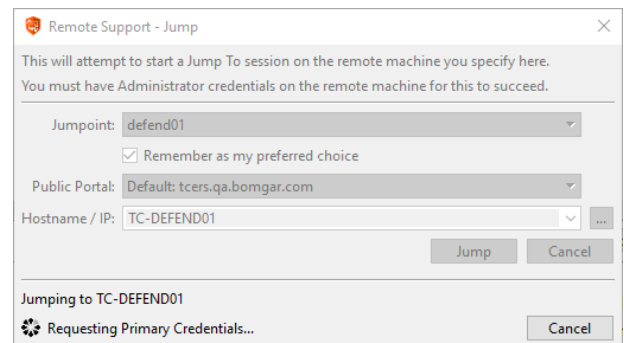 Remote Support - Jump
This will attempt to start a Jump To session on the remote machine you specify here.
You must have Administrator credentials on the remote machine for this to succeed.
Jumpoint: defend01
Remember as my preferred choice
Public Portal: Default: tcers.qa.bomgar.com
Hostname / IP: TC-DEFEND01 ...
Jump Cancel
Jumping to TC-DEFEND01
Requesting Primary Credentials... Cancel